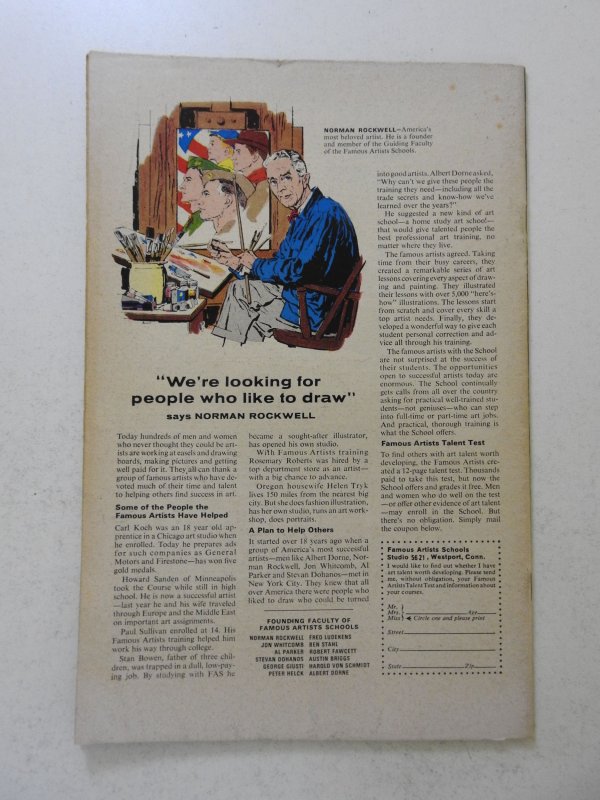 NORMAN ROCKWELL—America's
most beloved artist. He is a founder
and member of the Guiding Faculty
of the Famous Artists Schools.
"We're looking for
people who like to draw"
says NORMAN ROCKWELL
Today hundreds of men and women
who never thought they could be art-
ists are working at easels and drawing
boards, making pictures and getting
well paid for it. They all can thank a
group of famous artists who have de-
voted much of their time and talent
to helping others find success in art.
Some of the People the
Famous Artists Have Helped
Carl Koch was an 18 year old ap-
prentice in a Chicago art studio when
he enrolled. Today he prepares ads
for such companies as General
Motors and Firestone—has won five
gold medals.
Howard Sanden of Minneapolis
took the Course while still in high
school. He is now a successful artist
—last year he and his wife traveled
through Europe and the Middle East
on important art assignments.
Paul Sullivan enrolled at 14. His
Famous Artists training helped him
work his way through college.
Stan Bowen, father of three chil-
dren, was trapped in a dull, low-pay-
ing job. By studying with FAS he
became a sought-after illustrator,
has opened his own studio.
With Famous Artists training
Rosemary Roberts was hired by a
top department store as an artist—
with a big chance to advance.
Oregon housewife Helen Tryk
lives 150 miles from the nearest big
city. But she does fashion illustration,
has her own studio, runs an art work-
shop, does portraits.
A Plan to Help Others
It started over 18 years ago when a
group of America's most successful
artists—men like Albert Dorne, Nor-
man Rockwell, Jon Whitcomb, Al
Parker and Stevan Dohanos—met in
New York City. They knew that all
over America there were people who
liked to draw who could be turned
FOUNDING FACULTY OF
FAMOUS ARTISTS SCHOOLS
NORMAN ROCKWELL FRED LUDEKENS
JON WHITCOMB BEN STAHL
AL PARKER ROBERT FAWCETT
STEVAN DOHANOS AUSTIN BRIGGS
GEORGE GIUSTI HAROLD VON SCHMIDT
PETER HELCK ALBERT DORNE
into good artists. Albert Dorne asked,
"Why can't we give these people the
training they need—including all the
trade secrets and know-how we've
learned over the years?"
He suggested a new kind of art
school—a home study art school—
that would give talented people the
best professional art training, no
matter where they live.
The famous artists agreed. Taking
time from their busy careers, they
created a remarkable series of art
lessons covering every aspect of draw-
ing and painting. They illustrated
their lessons with over 5,000 "here's-
how" illustrations. The lessons start
from scratch and cover every skill a
top artist needs. Finally, they de-
veloped a wonderful way to give each
student personal correction and ad-
vice all through his training.
The famous artists with the School
are not surprised at the success of
their students. The opportunities
open to successful artists today are
enormous. The School continually
gets calls from all over the country
asking for practical well-trained stu-
dents—not geniuses—who can step
into full-time or part-time art jobs.
And practical, thorough training is
what the School offers.
Famous Artists Talent Test
To find others with art talent worth
developing, the Famous Artists cre-
ated a 12-page talent test. Thousands
paid to take this test, but now the
School offers and grades it free. Men
and women who do well on the test
—or offer other evidence of art talent
—may enroll in the School. But
there's no obligation. Simply mail
the coupon below.
Famous Artists Schools
Studio 5621, Westport, Conn.
I would like to find out whether I have
art talent worth developing. Please send
me, without obligation, your Famous
Artists Talent Test and information about
your courses.
Mr.
Mrs. Age
Miss Circle one and please print
Street
City
State Zip